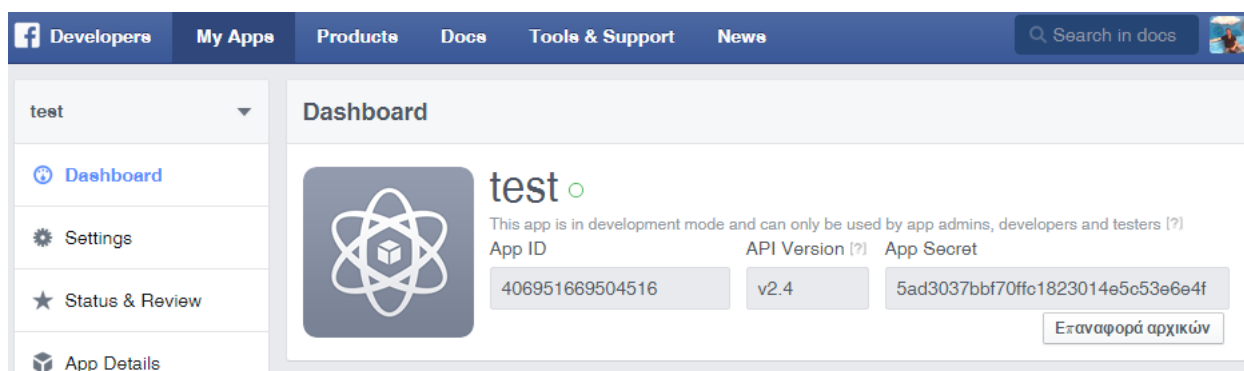 f Developers My Apps Products Docs Tools & Support News Search in docs
test
Dashboard
Settings
Status & Review
App Details
Dashboard
test
This app is in development mode and can only be used by app admins, developers and testers [?]
App ID API Version [?] App Secret
406951669504516 v2.4 5ad3037bbf70ffc1823014e5c53e6e4f
Επαναφορά αρχικών